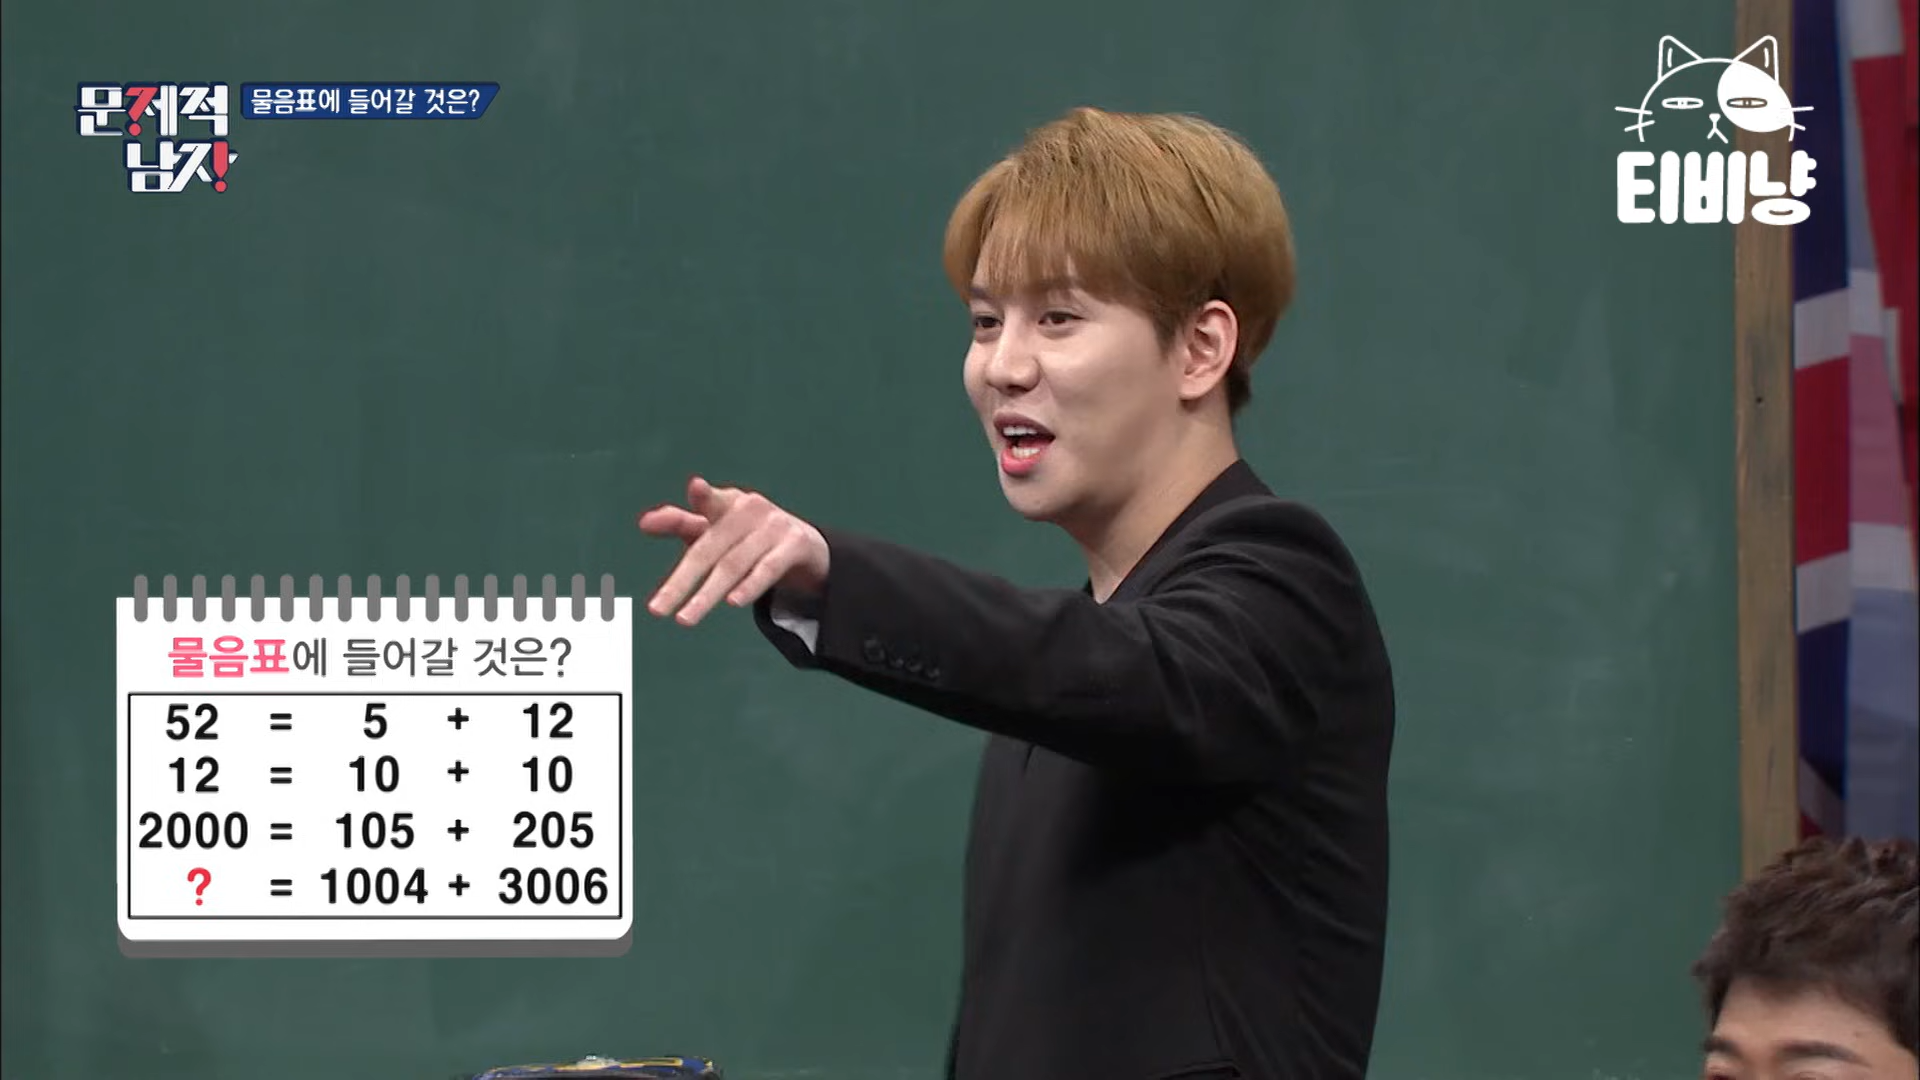 문제적
남자
물음표에 들어갈 것은?
티비냥
물음표에 들어갈 것은?
52 = 5 + 12
12 = 10 + 10
2000 = 105 + 205
? = 1004 + 3006